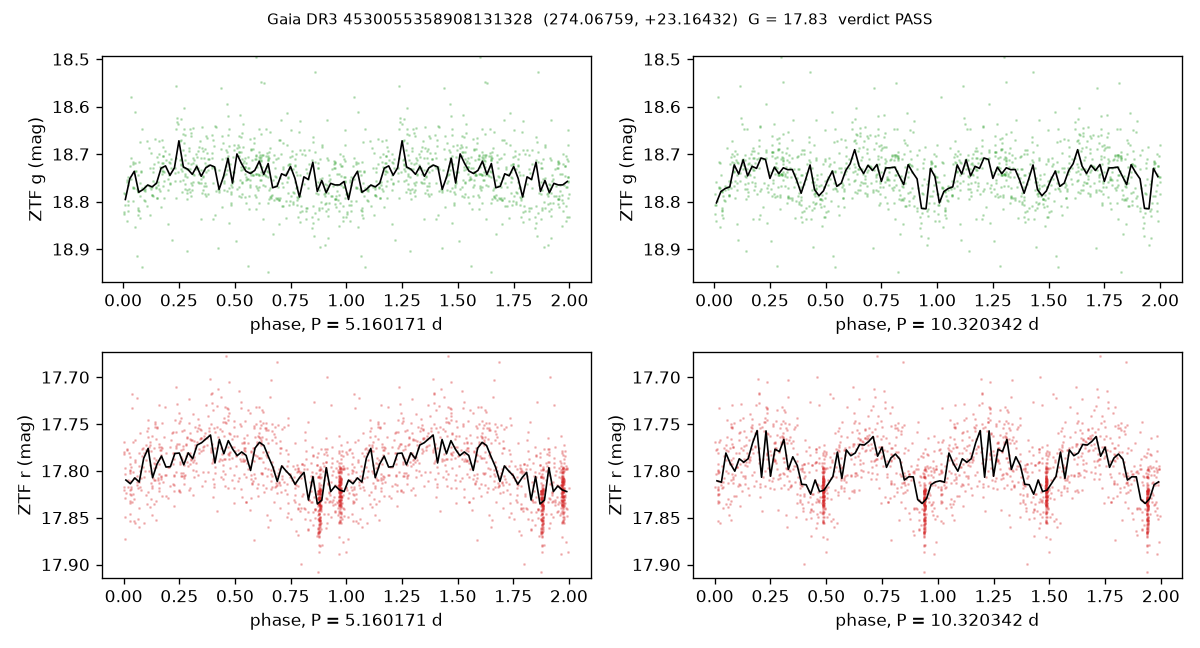 Gaia DR3 4530055358908131328 (274.06759, +23.16432) G = 17.83 verdict PASS
18.5
18.6
18.7
18.8
18.9
ZTF g (mag)
0.00 0.25 0.50 0.75 1.00 1.25 1.50 1.75 2.00
phase, P = 5.160171 d
18.5
18.6
18.7
18.8
18.9
ZTF g (mag)
0.00 0.25 0.50 0.75 1.00 1.25 1.50 1.75 2.00
phase, P = 10.320342 d
17.70
17.75
17.80
17.85
17.90
ZTF r (mag)
0.00 0.25 0.50 0.75 1.00 1.25 1.50 1.75 2.00
phase, P = 5.160171 d
17.70
17.75
17.80
17.85
17.90
ZTF r (mag)
0.00 0.25 0.50 0.75 1.00 1.25 1.50 1.75 2.00
phase, P = 10.320342 d